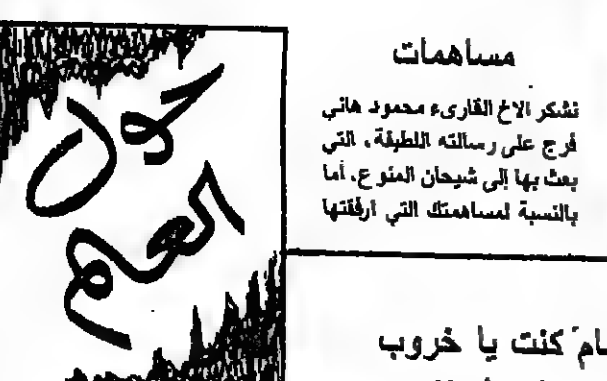 حول
العالم
مساهمات
نشكر الاخ القارىء محمود هاني
فرج على رسالته اللطيفة، التي
بعث بها إلى شيحان المنوع. أما
بالنسبة لمساهمتك التي ارفقتها
كنت يا خروب